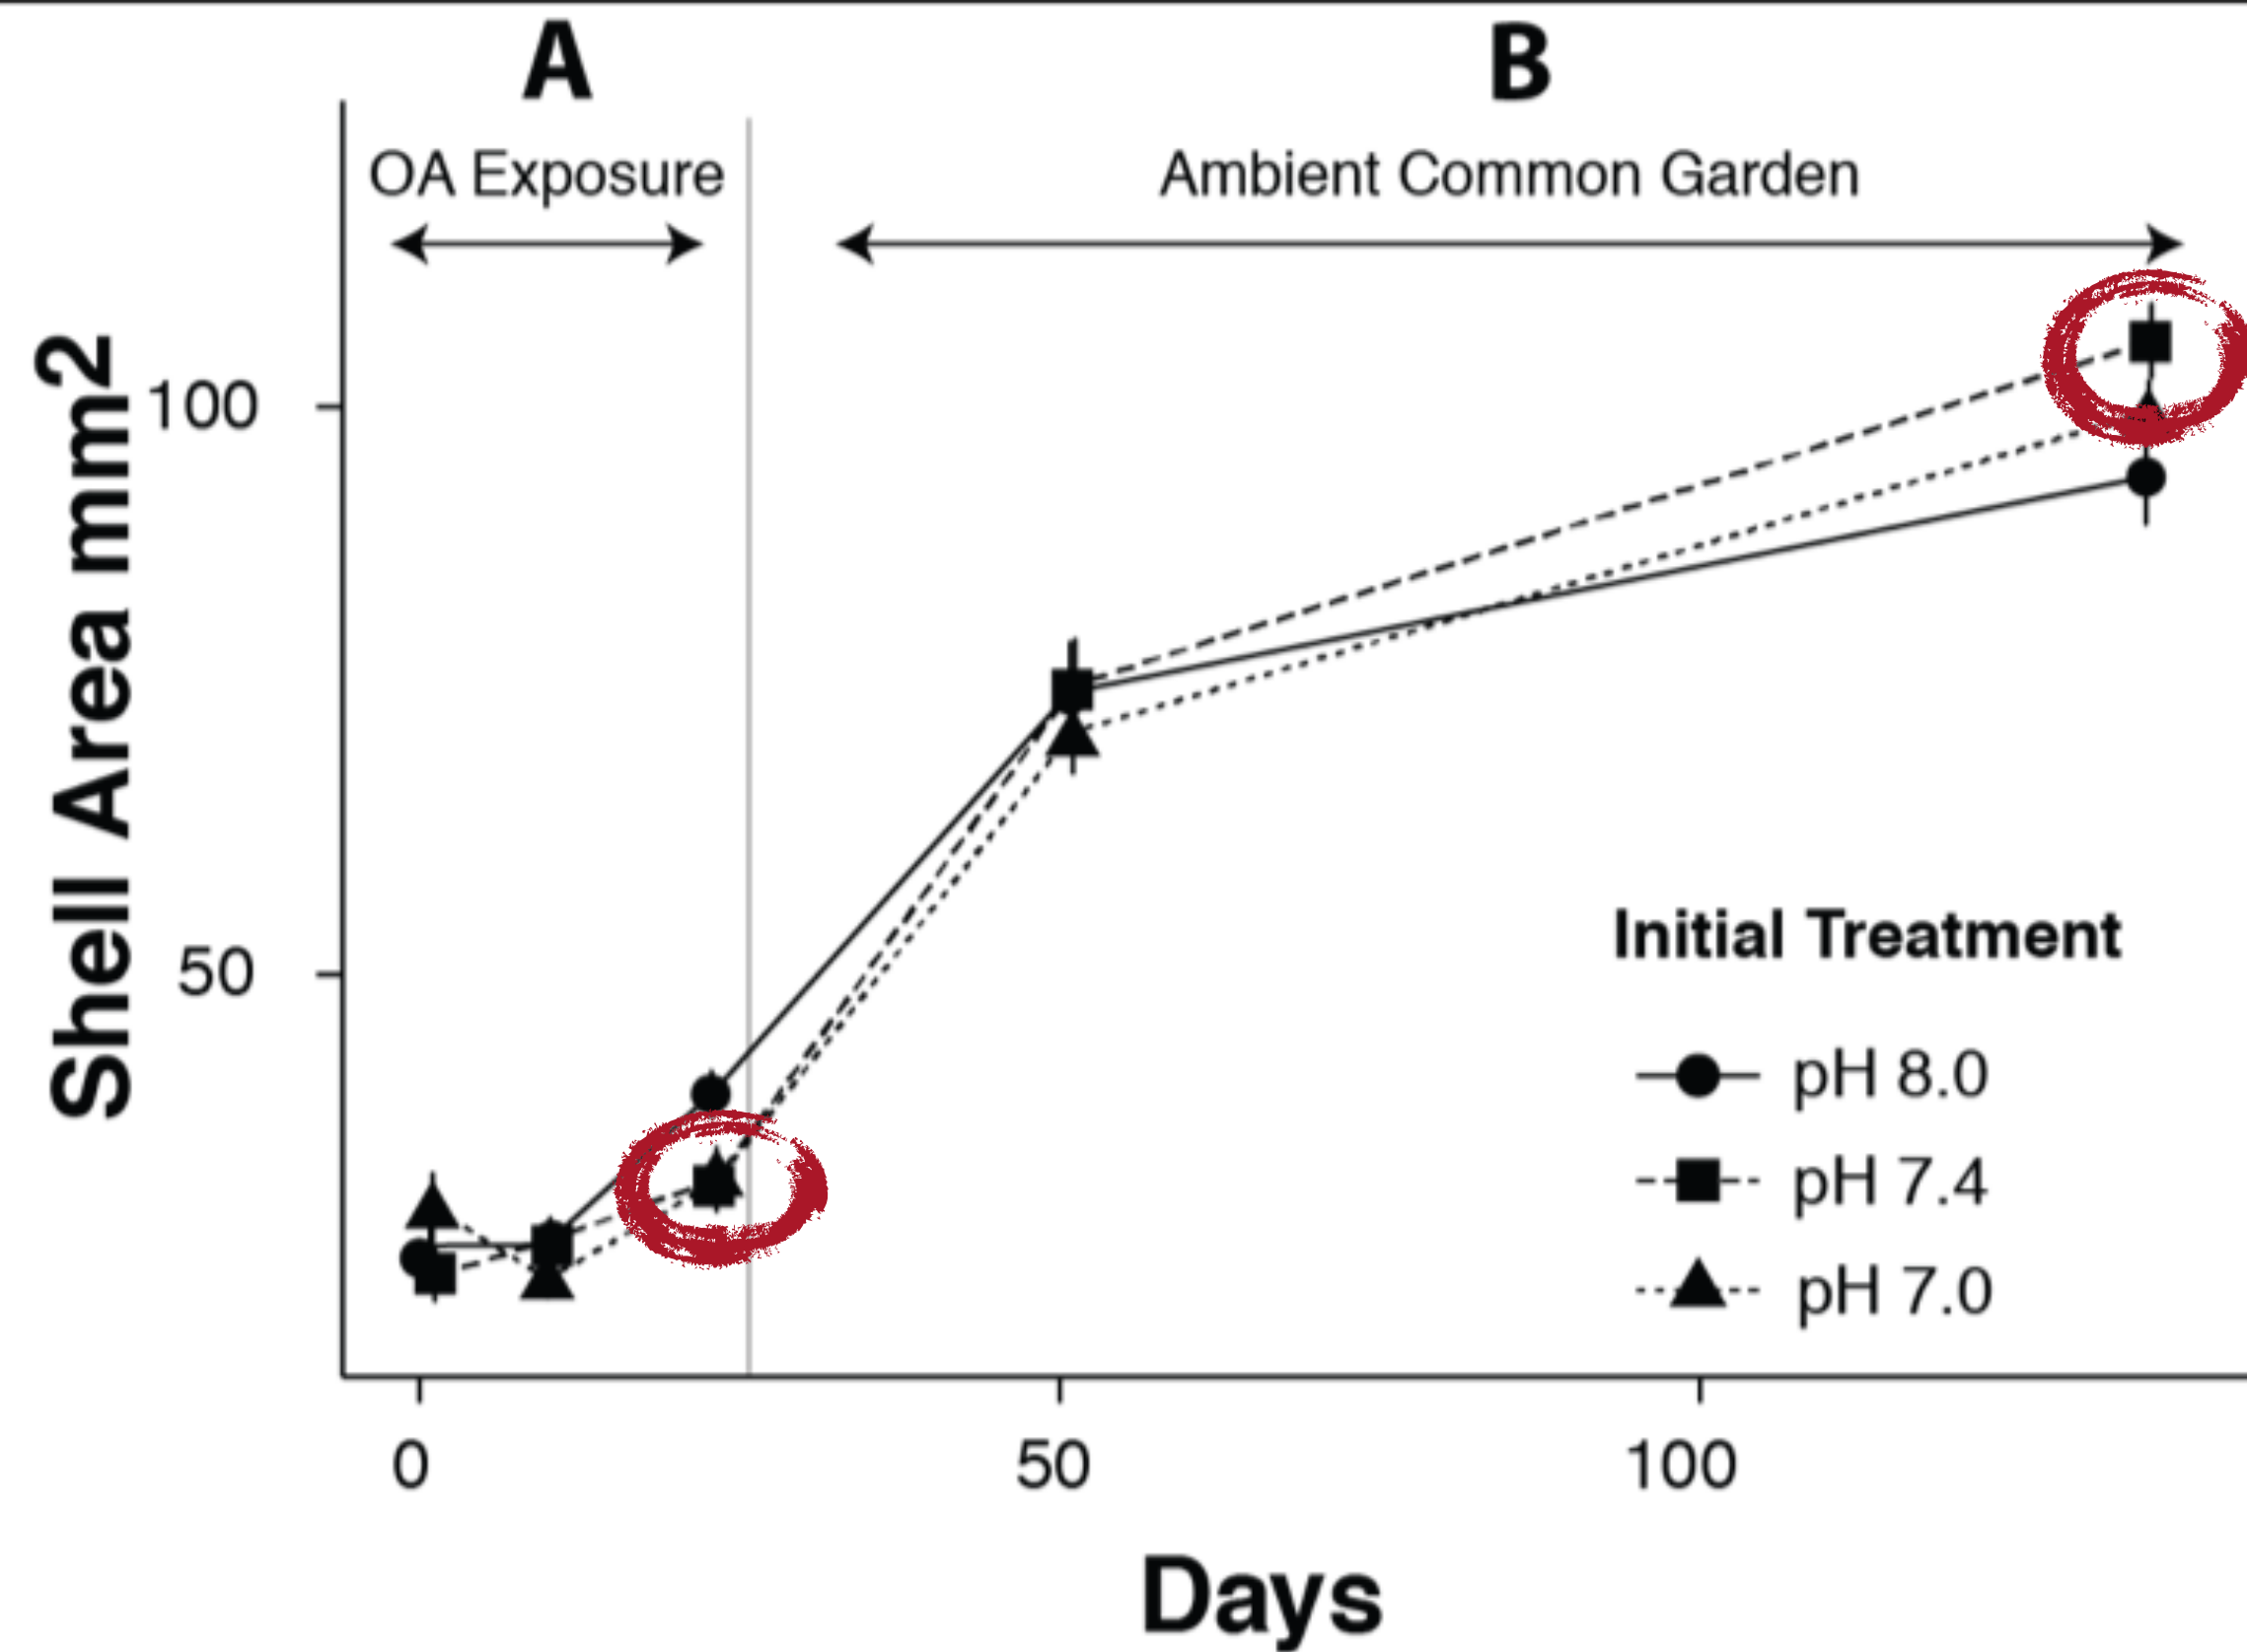 A
B
OA Exposure
Ambient Common Garden
Shell Area mm2
100
50
Initial Treatment
pH 8.0
pH 7.4
pH 7.0
0
50
100
Days